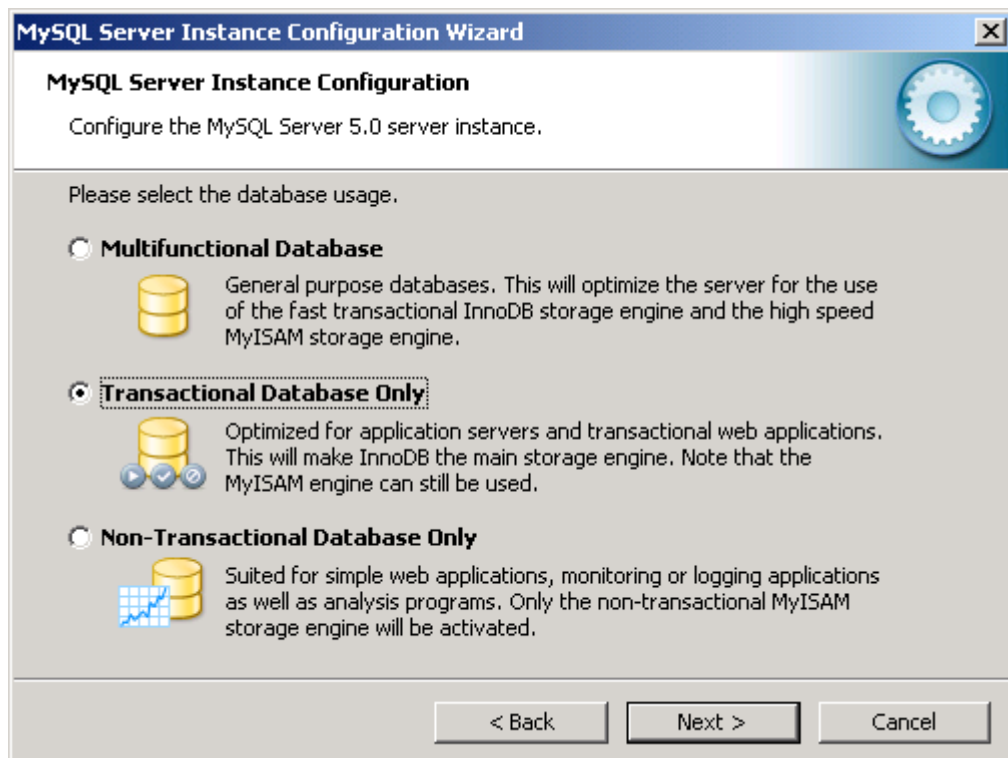 MySQL Server Instance Configuration Wizard
MySQL Server Instance Configuration
Configure the MySQL Server 5.0 server instance.
Please select the database usage.
Multifunctional Database
General purpose databases. This will optimize the server for the use
of the fast transactional InnoDB storage engine and the high speed
MyISAM storage engine.
Transactional Database Only
Optimized for application servers and transactional web applications.
This will make InnoDB the main storage engine. Note that the
MyISAM engine can still be used.
Non-Transactional Database Only
Suited for simple web applications, monitoring or logging applications
as well as analysis programs. Only the non-transactional MyISAM
storage engine will be activated.
< Back
Next >
Cancel